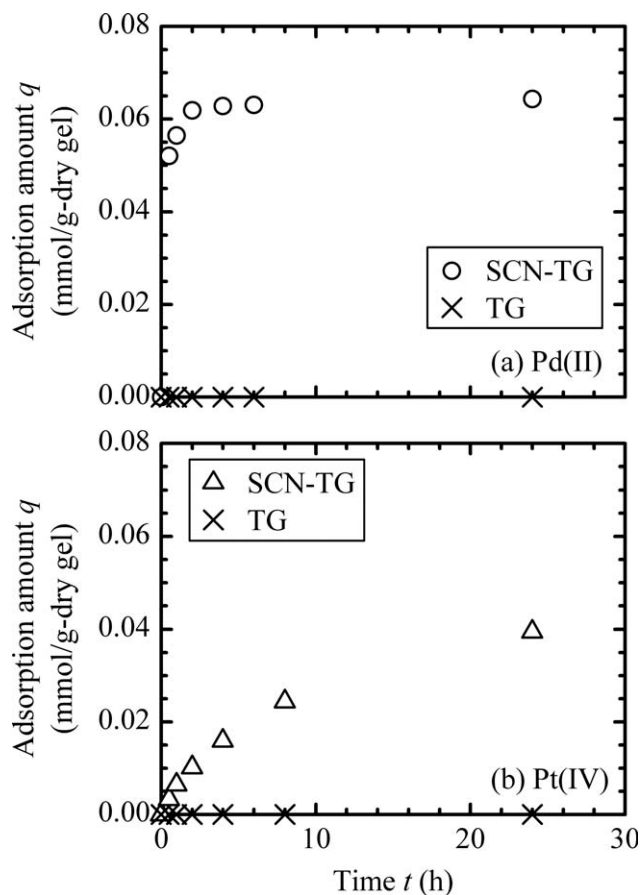 0.08
0.06
0.04
0.02
0.00
Adsorption amount q
(mmol/g-dry gel)
SCN-TG
TG
(a) Pd(II)
0.08
0.06
0.04
0.02
0.00
Adsorption amount q
(mmol/g-dry gel)
SCN-TG
TG
(b) Pt(IV)
0 10 20 30
Time t (h)